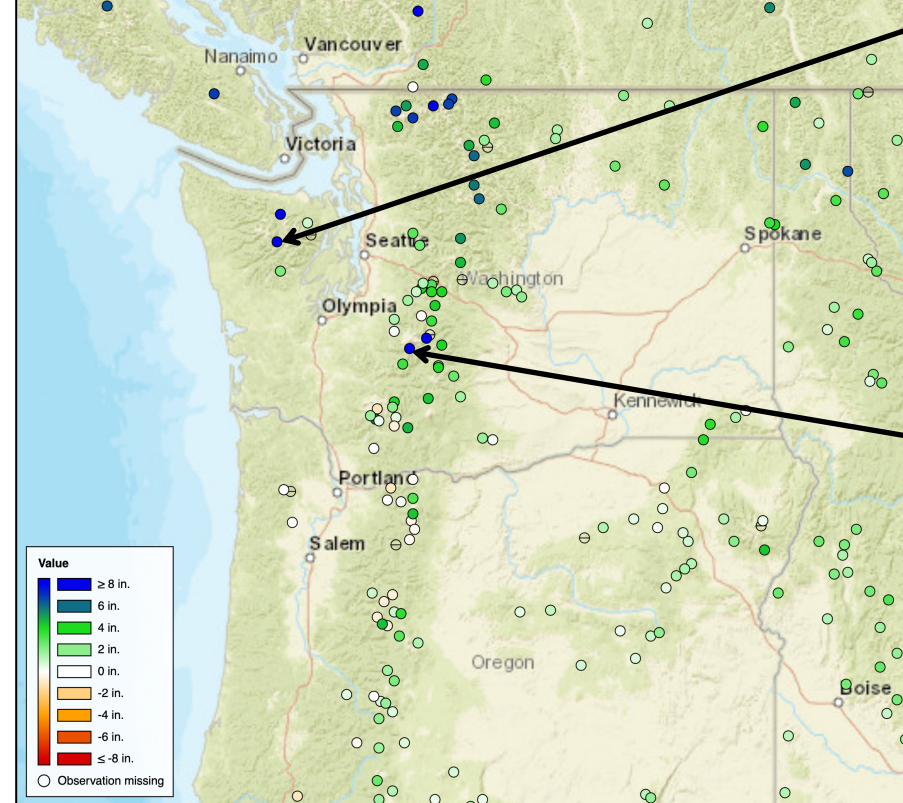 Vancouver
Nanaimo
Victoria
Seattle
Spokane
Washington
Olympia
Kennewick
Portland
Salem
Oregon
Boise
Value
≥ 8 in.
6 in.
4 in.
2 in.
0 in.
-2 in.
-4 in.
-6 in.
≤ -8 in.
Observation missing